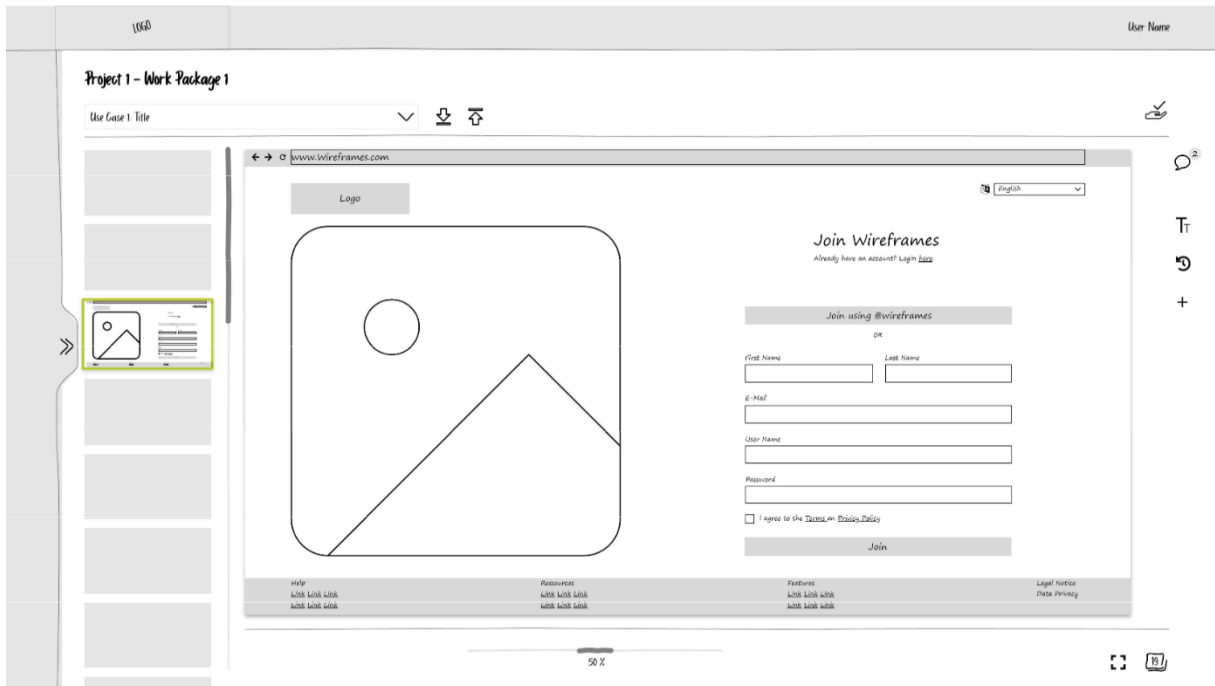 LOGO
User Name
Project 1 - Work Package 1
Use Case 1. Title
www.Wireframes.com
2
Logo
English
Join Wireframes
Already have an account? Login here
Join using @wireframes
OR
First Name Last Name
E-Mail
User Name
Password
I agree to the Terms an Privicy Policy
Join
Help Ressources Features Legal Notice
Link Link Link Link Link Link Link Link Link Data Privacy
Link Link Link Link Link Link Link Link Link
50 %
19